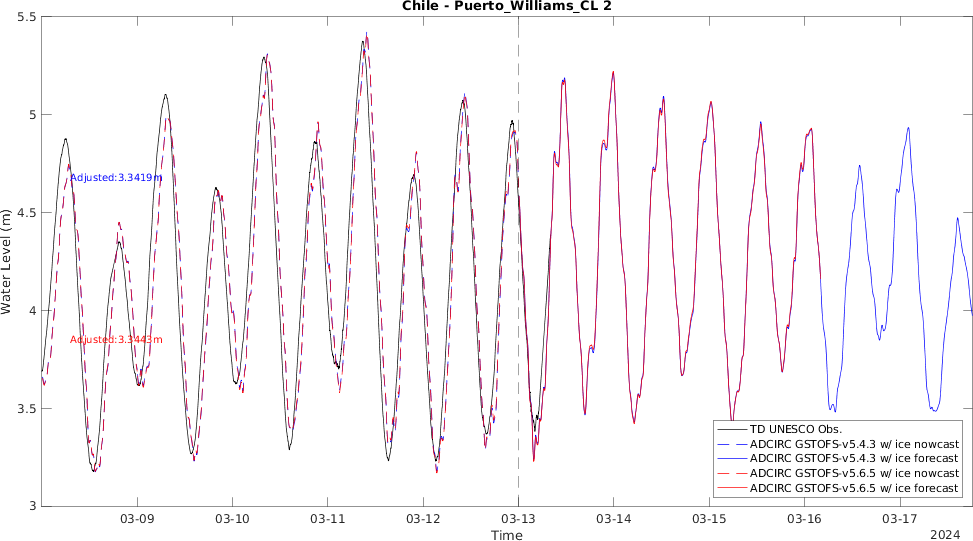 Chile - Puerto_Williams_CL 2
5.5
5
4.5
4
3.5
3
Water Level (m)
Adjusted:3.3419m
Adjusted:3.3443m
TD UNESCO Obs.
ADCIRC GSTOFS-v5.4.3 w/ ice nowcast
ADCIRC GSTOFS-v5.4.3 w/ ice forecast
ADCIRC GSTOFS-v5.6.5 w/ ice nowcast
ADCIRC GSTOFS-v5.6.5 w/ ice forecast
03-09 03-10 03-11 03-12 03-13 03-14 03-15 03-16 03-17
Time
2024